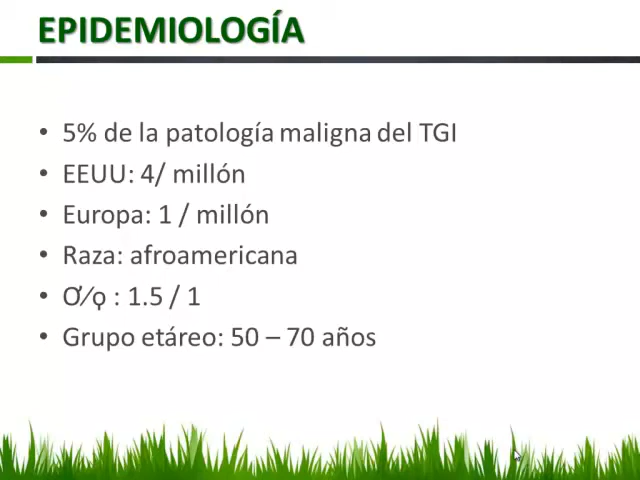 EPIDEMIOLOGÍA
• 5% de la patología maligna del TGI
• EEUU: 4/ millón
• Europa: 1 / millón
• Raza: afroamericana
• Ơ⁄ϙ : 1.5 / 1
• Grupo etáreo: 50 – 70 años